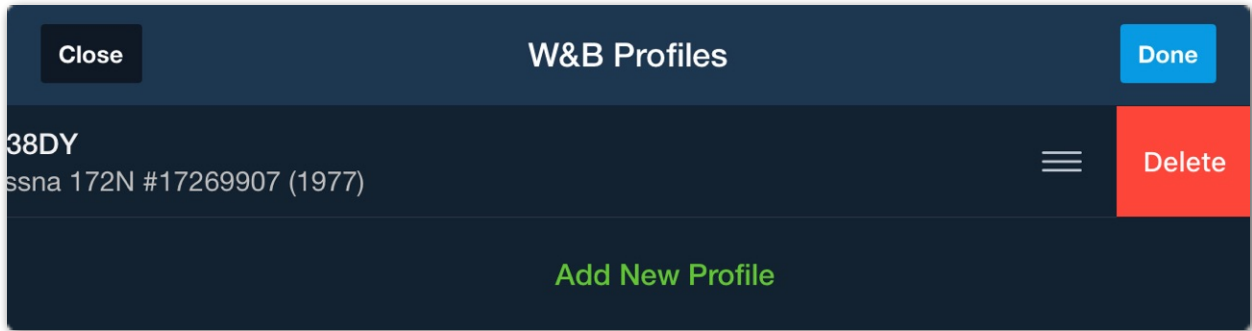 Close
W&B Profiles
Done
38DY
ssna 172N #17269907 (1977)
Delete
Add New Profile